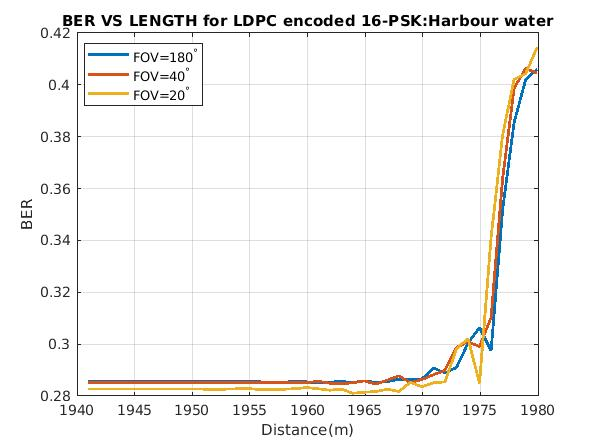 BER VS LENGTH for LDPC encoded 16-PSK:Harbour water
0.42
0.4
0.38
0.36
0.34
0.32
0.3
0.28
BER
FOV=180°
FOV=40°
FOV=20°
1940 1945 1950 1955 1960 1965 1970 1975 1980
Distance(m)